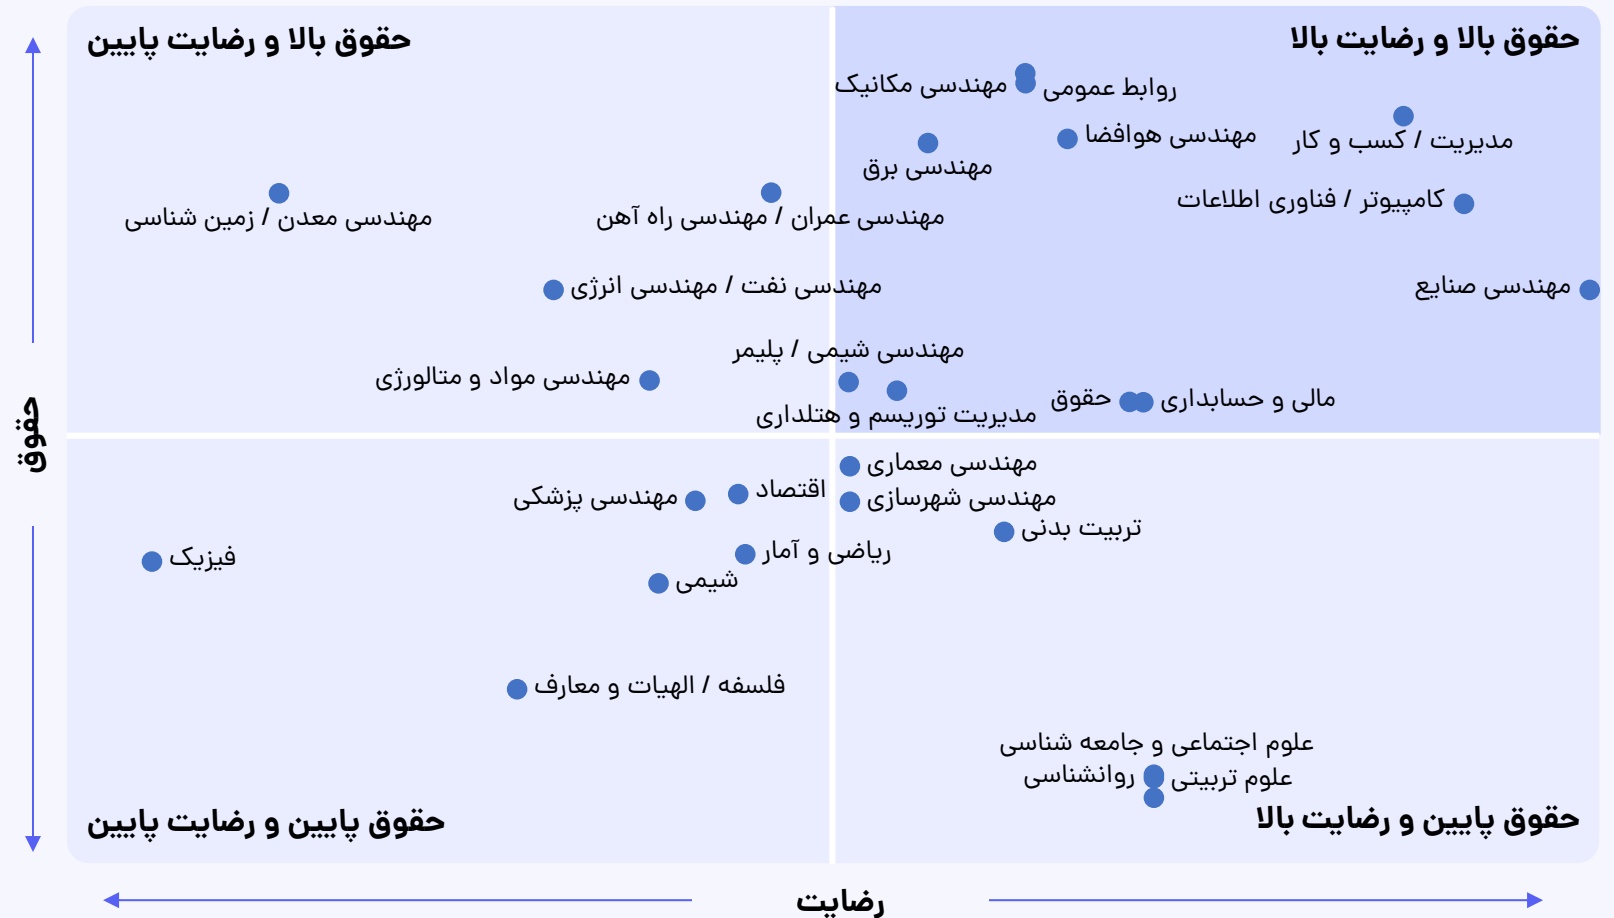 حقوق بالا و رضایت بالا
حقوق بالا و رضایت پایین
مهندسی مکانیک
روابط عمومی
مدیریت / کسب و کار
مهندسی هوافضا
مهندسی برق
کامپیوتر / فناوری اطلاعات
مهندسی عمران / مهندسی راه آهن
مهندسی معدن / زمین شناسی
مهندسی صنایع
مهندسی نفت / مهندسی انرژی
مهندسی شیمی / پلیمر
مهندسی مواد و متالورژی
مالی و حسابداری
حقوق
مدیریت توریسم و هتلداری
حقوق
مهندسی معماری
اقتصاد
مهندسی پزشکی
مهندسی شهرسازی
تربیت بدنی
ریاضی و آمار
فیزیک
شیمی
فلسفه / الهیات و معارف
علوم اجتماعی و جامعه شناسی
علوم تربیتی
روانشناسی
حقوق پایین و رضایت بالا
حقوق پایین و رضایت پایین
رضایت